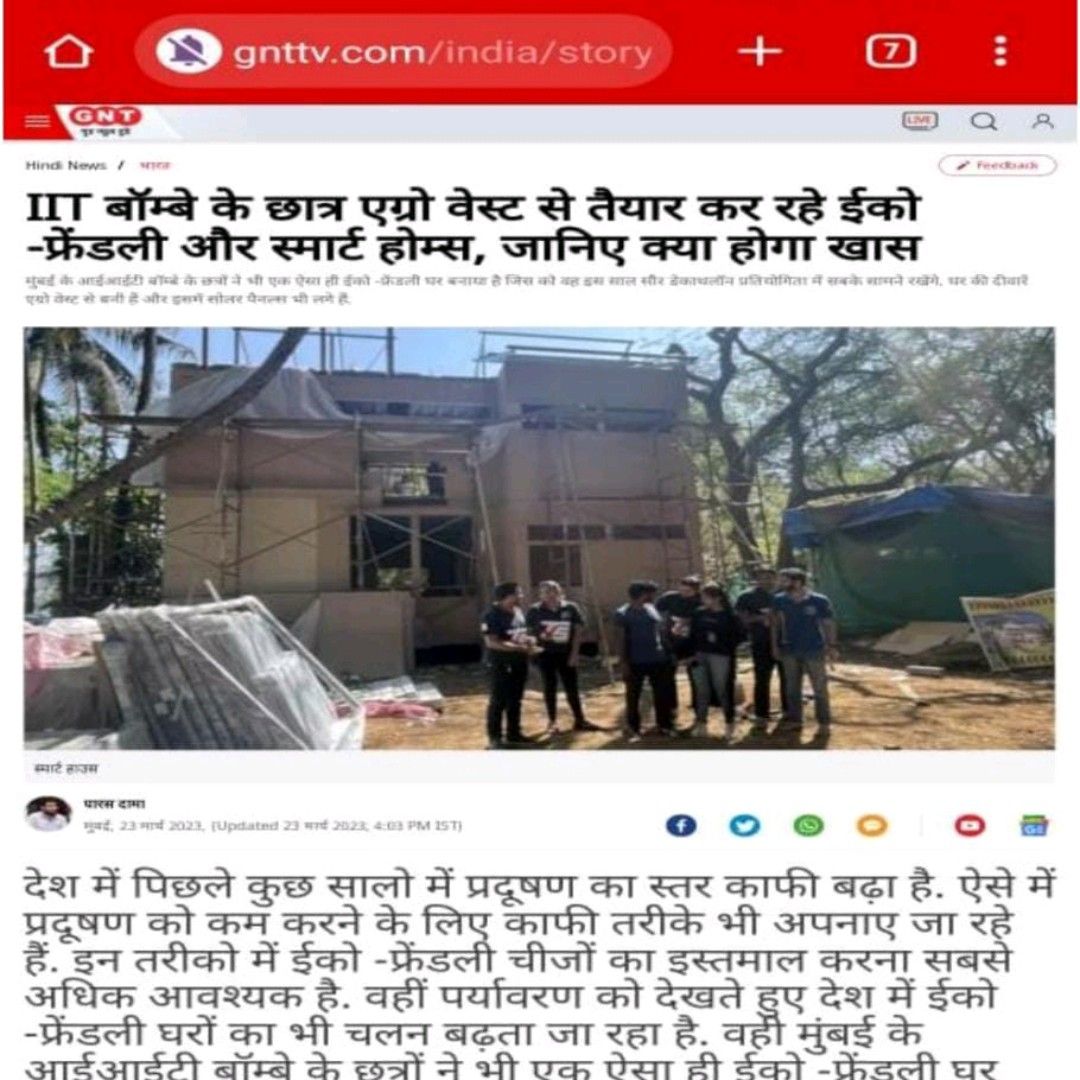 gnttv.com/india/story
7
GNT
गुड न्यूज़ टुडे
LIVE
Hindi News / भारत
Feedback
IIT बॉम्बे के छात्र एग्रो वेस्ट से तैयार कर रहे ईको
-फ्रेंडली और स्मार्ट होम्स, जानिए क्या होगा खास
मुंबई के आईआईटी बॉम्बे के छत्रों ने भी एक ऐसा ही ईको -फ्रेंडली घर बनाया है जिस को वह इस साल सौर डेकाथलॉन प्रतियोगिता में सबके सामने रखेंगे. घर की दीवारें
एग्रो वेस्ट से बनी हैं और इसमें सोलर पैनल्स भी लगे हैं.
स्मार्ट हाउस
पारस दामा
मुंबई, 23 मार्च 2023, (Updated 23 मार्च 2023, 4:03 PM IST)
देश में पिछले कुछ सालो में प्रदूषण का स्तर काफी बढ़ा है. ऐसे में
प्रदूषण को कम करने के लिए काफी तरीके भी अपनाए जा रहे
हैं. इन तरीको में ईको -फ्रेंडली चीजों का इस्तमाल करना सबसे
अधिक आवश्यक है. वहीं पर्यावरण को देखते हुए देश में ईको
-फ्रेंडली घरों का भी चलन बढ़ता जा रहा है. वही मुंबई के
आईआईटी बॉम्बे के छत्रों ने भी एक ऐसा ही ईको -फ्रेंडली घर